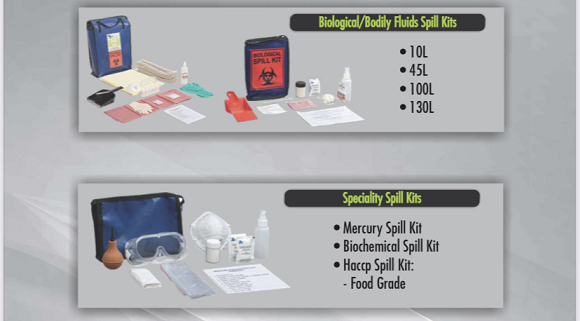 Biological/Bodily Fluids Spill Kits
• 10L
• 45L
• 100L
• 130L
BIOLOGICAL
SPILL KIT
Speciality Spill Kits
• Mercury Spill Kit
• Biochemical Spill Kit
• Haccp Spill Kit:
- Food Grade